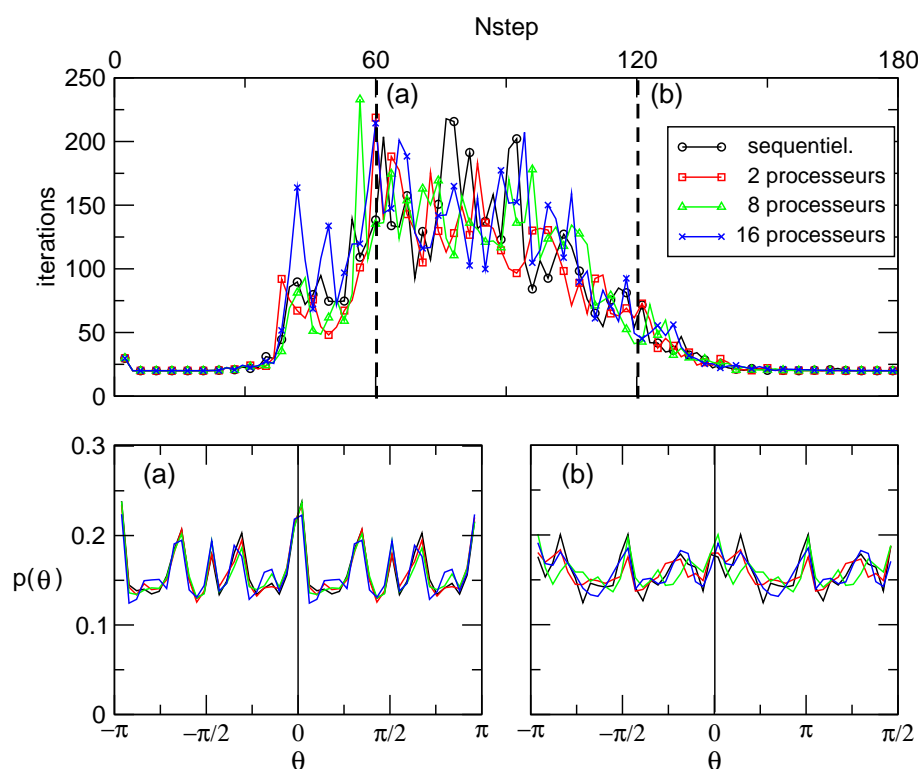 Nstep
0 60 120 180
250
200
150
100
50
0
iterations
(a)
(b)
sequentiel.
2 processeurs
8 processeurs
16 processeurs
0.3
0.2
0.1
0
p(θ)
(a)
−π −π/2 0 π/2 π
θ
(b)
−π −π/2 0 π/2 π
θ